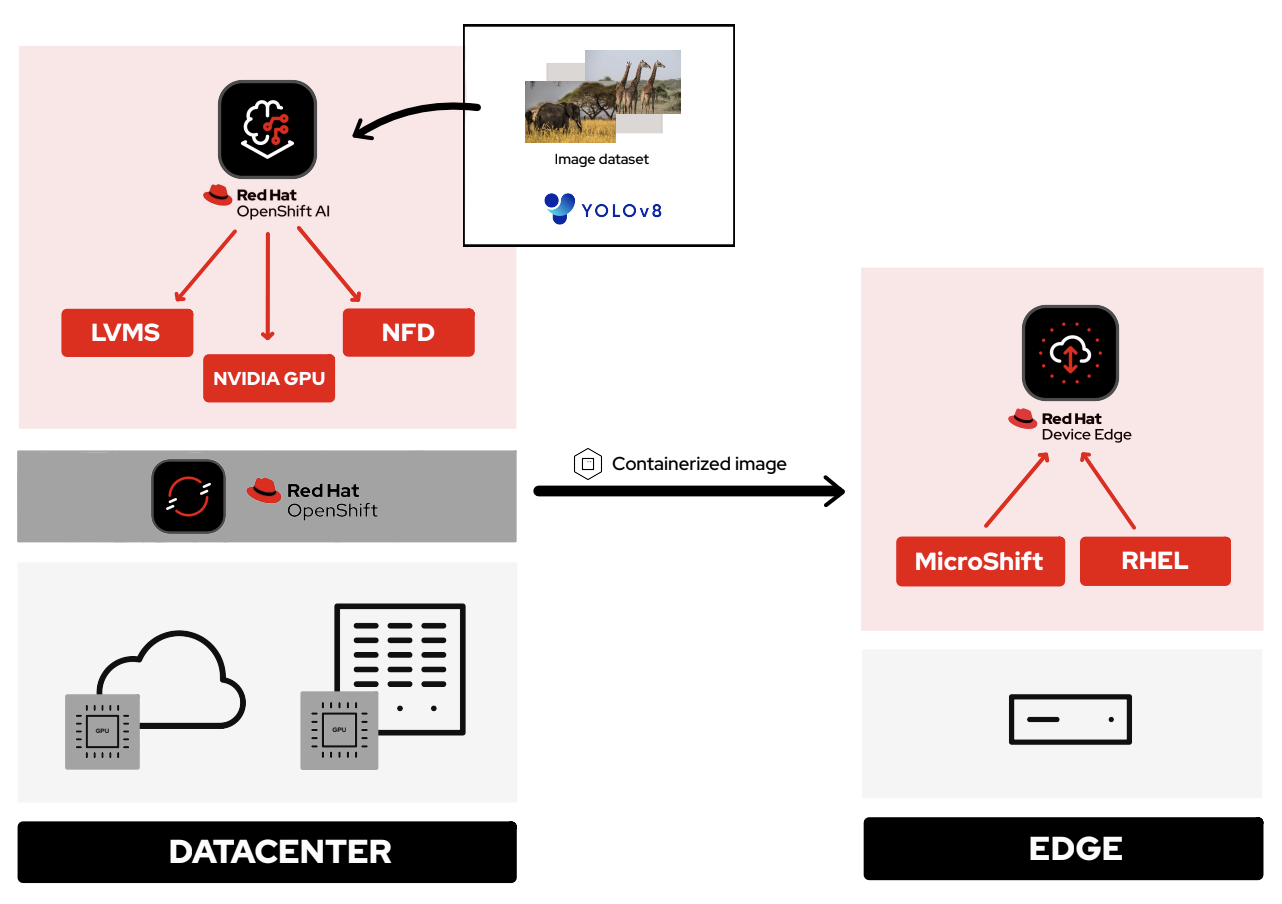 Image dataset
YOLOv8
Red Hat
OpenShift AI
LVMS
NFD
NVIDIA GPU
Red Hat
OpenShift
GPU
GPU
DATACENTER
Containerized image
Red Hat
Device Edge
MicroShift
RHEL
EDGE